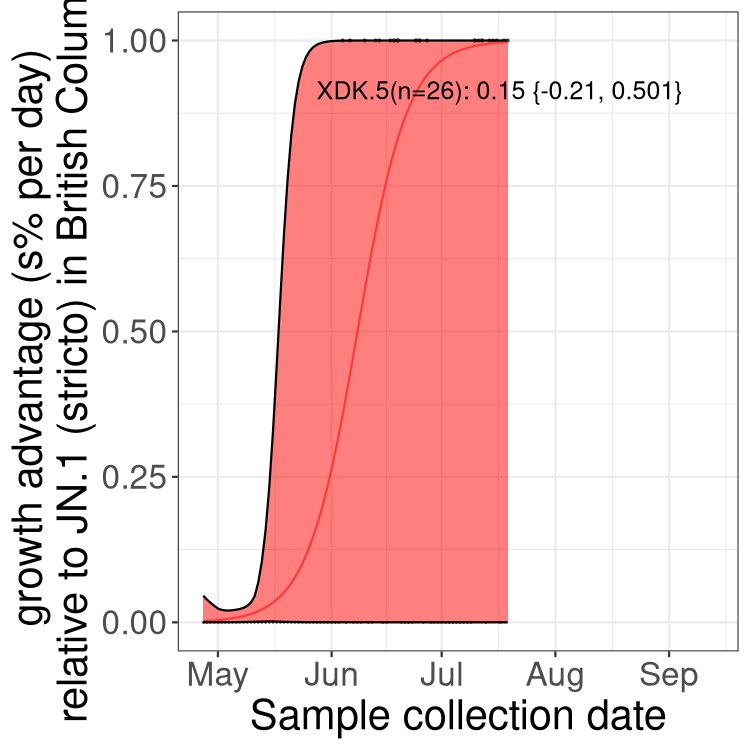 growth advantage (s% per day)
relative to JN.1 (stricto) in British Colum
1.00
0.75
0.50
0.25
0.00
XDK.5(n=26): 0.15 {-0.21, 0.501}
May Jun Jul Aug Sep
Sample collection date